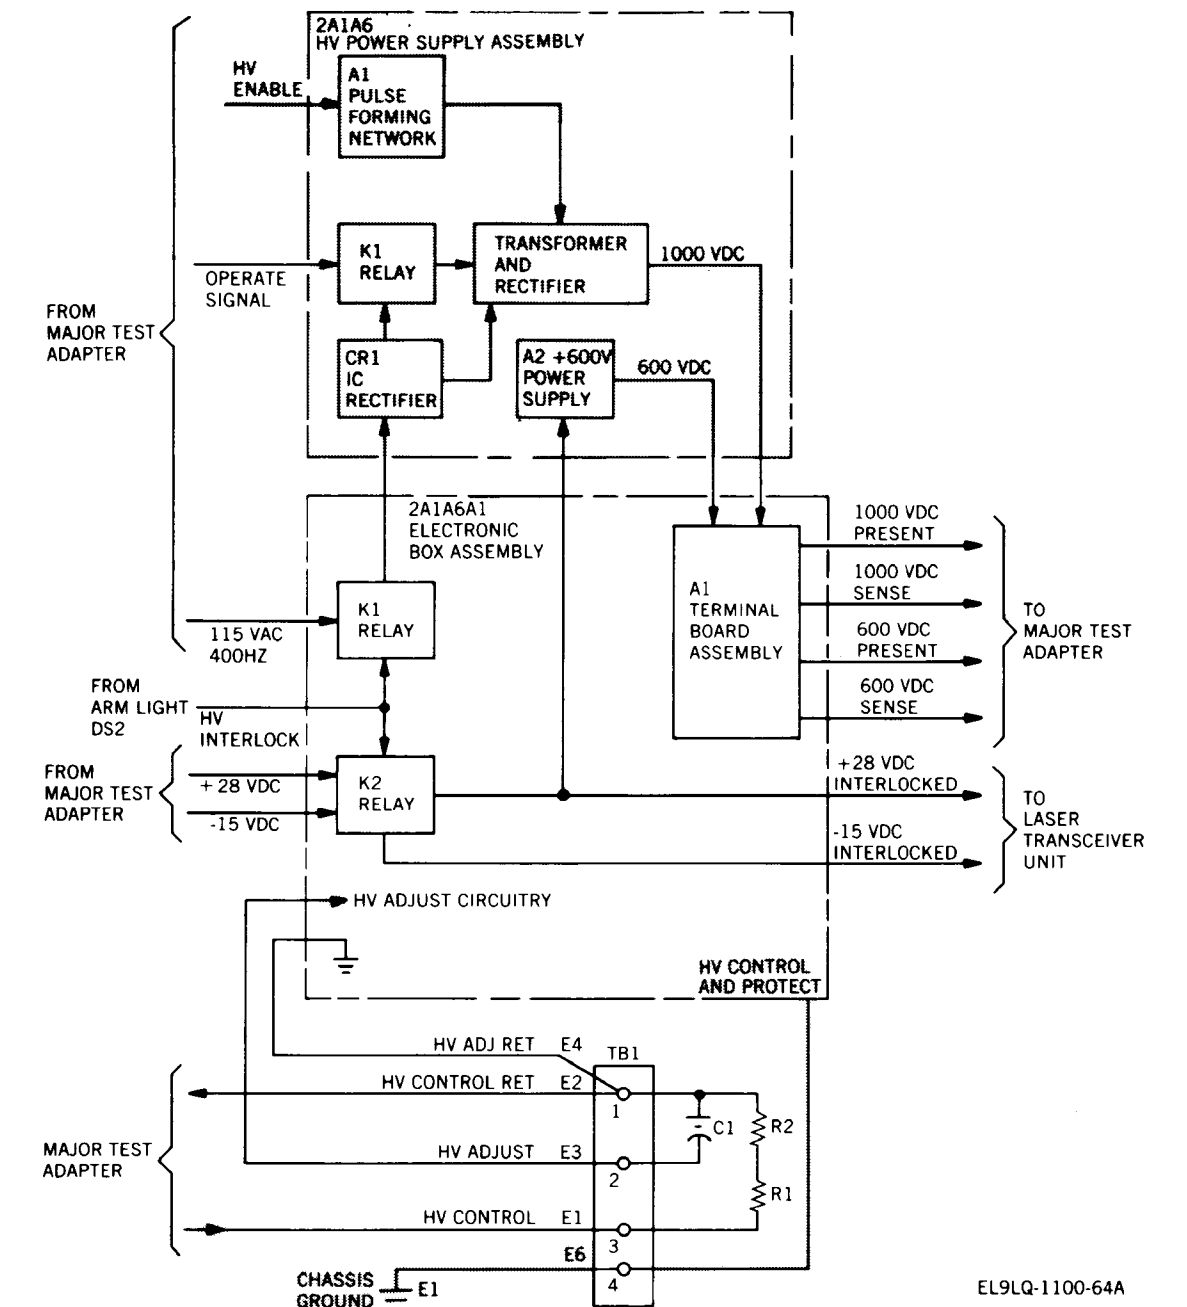 2A1A6
HV POWER SUPPLY ASSEMBLY
HV
ENABLE
A1
PULSE
FORMING
NETWORK
K1
RELAY
TRANSFORMER
AND
RECTIFIER
1000 VDC
OPERATE
SIGNAL
FROM
MAJOR TEST
ADAPTER
CR1
IC
RECTIFIER
A2 +600V
POWER
SUPPLY
600 VDC
2A1A6A1
ELECTRONIC
BOX ASSEMBLY
1000 VDC
PRESENT
1000 VDC
SENSE
600 VDC
PRESENT
600 VDC
SENSE
A1
TERMINAL
BOARD
ASSEMBLY
TO
MAJOR TEST
ADAPTER
K1
RELAY
115 VAC
400HZ
FROM
ARM LIGHT
DS2
HV
INTERLOCK
FROM
MAJOR TEST
ADAPTER
+28 VDC
-15 VDC
K2
RELAY
+28 VDC
INTERLOCKED
-15 VDC
INTERLOCKED
TO
LASER
TRANSCEIVER
UNIT
HV ADJUST CIRCUITRY
HV CONTROL
AND PROTECT
HV ADJ RET E4
TB1
HV CONTROL RET E2
1
C1
R2
MAJOR TEST
ADAPTER
HV ADJUST E3
2
R1
HV CONTROL E1
3
E6
4
CHASSIS
GROUND
E1
EL9LQ-1100-64A